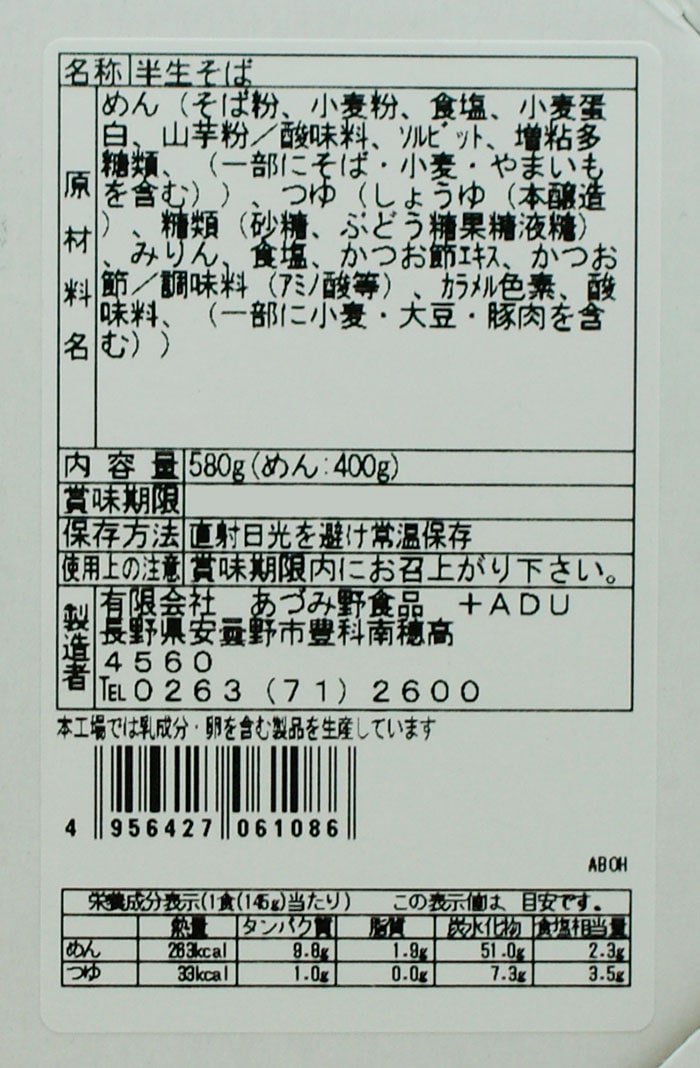 名称 半生そば
原材料名
めん（そば粉、小麦粉、食塩、小麦蛋
白、山芋粉／酸味料、ソルビット、増粘多
糖類、（一部にそば・小麦・やまいも
を含む））、つゆ（しょうゆ（本醸造
）、糖類（砂糖、ぶどう糖果糖液糖）
、みりん、食塩、かつお節エキス、かつお
節／調味料（アミノ酸等）、カラメル色素、酸
味料、（一部に小麦・大豆・豚肉を含
む））
内容量 580g(めん:400g)
賞味期限
保存方法 直射日光を避け常温保存
使用上の注意 賞味期限内にお召上がり下さい。
製造者
有限会社　あづみ野食品　＋ＡＤＵ
長野県安曇野市豊科南穂高
４５６０
TEL０２６３（７１）２６００
本工場では乳成分・卵を含む製品を生産しています
4 956427 061086
ABOH
栄養成分表示(1食(145g)当たり)　この表示値は、目安です。
熱量 タンパク質 脂質 炭水化物 食塩相当量
めん 263kcal 9.8g 1.9g 51.0g 2.3g
つゆ 33kcal 1.0g 0.0g 7.3g 3.5g